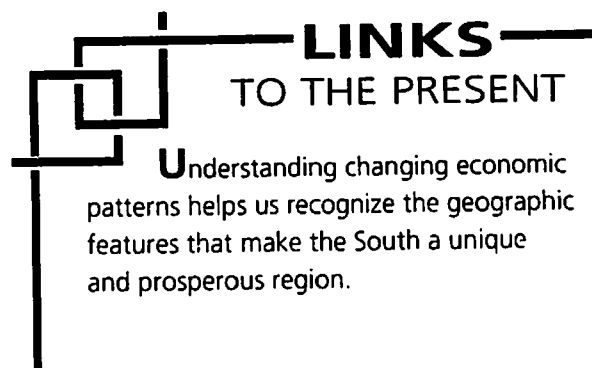 LINKS
TO THE PRESENT
Understanding changing economic
patterns helps us recognize the geographic
features that make the South a unique
and prosperous region.